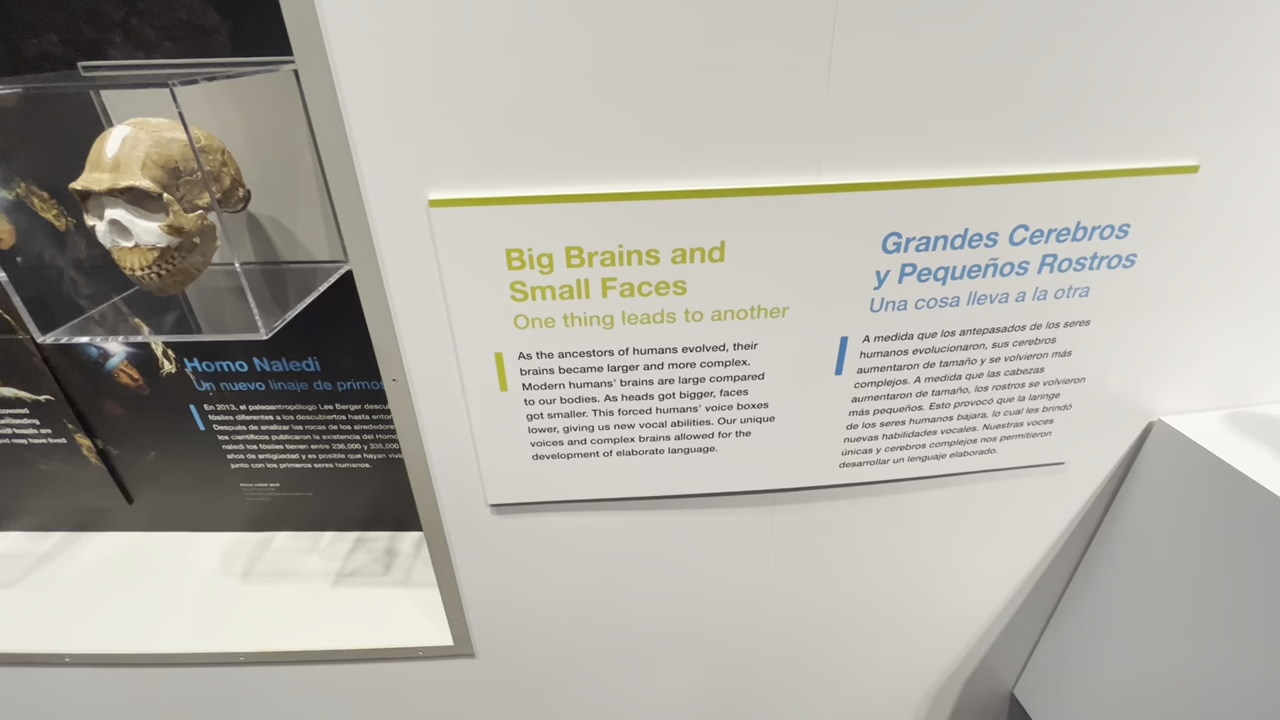 Big Brains and
Small Faces
One thing leads to another
As the ancestors of humans evolved, their
brains became larger and more complex.
Modern humans' brains are large compared
to our bodies. As heads got bigger, faces
got smaller. This forced humans' voice boxes
lower, giving us new vocal abilities. Our unique
voices and complex brains allowed for the
development of elaborate language.
Grandes Cerebros
y Pequeños Rostros
Una cosa lleva a la otra
A medida que los antepasados de los seres
humanos evolucionaron, sus cerebros
aumentaron de tamaño y se volvieron más
complejos. A medida que las cabezas
aumentaron de tamaño, los rostros se volvieron
más pequeños. Esto provocó que la laringe
de los seres humanos bajara, lo cual les brindó
nuevas habilidades vocales. Nuestras voces
únicas y cerebros complejos nos permitieron
desarrollar un lenguaje elaborado.
Homo Naledi
Un nuevo linaje de primos
En 2013, el paleoantropólogo Lee Berger
fósiles diferentes a los descubiertos hasta
Después de analizar las rocas de los
los científicos publicaron la existencia del
naledi los fósiles tienen entre 236,000 y 335,000
años de antigüedad y es posible que hayan
junto con los primeros seres humanos.
and may have lived